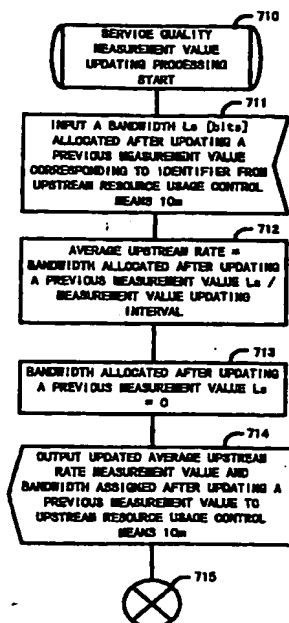 710
SERVICE QUALITY
MEASUREMENT VALUE
UPDATING PROCESSING
START
711
INPUT A BANDWIDTH Ls [bits]
ALLOCATED AFTER UPDATING
A PREVIOUS MEASUREMENT
VALUE
CORRESPONDING TO IDENTIFIER FROM
UPSTREAM RESOURCE USAGE CONTROL
MEANS 10m
712
AVERAGE UPSTREAM RATE =
BANDWIDTH ALLOCATED AFTER UPDATING
A PREVIOUS MEASUREMENT VALUE Ls /
MEASUREMENT VALUE UPDATING
INTERVAL
713
BANDWIDTH ALLOCATED AFTER UPDATING
A PREVIOUS MEASUREMENT VALUE Ls
= 0
714
OUTPUT UPDATED AVERAGE UPSTREAM
RATE MEASUREMENT VALUE AND
BANDWIDTH ASSIGNED AFTER UPDATING A
PREVIOUS MEASUREMENT VALUE TO
UPSTREAM RESOURCE USAGE CONTROL
MEANS 10m
715